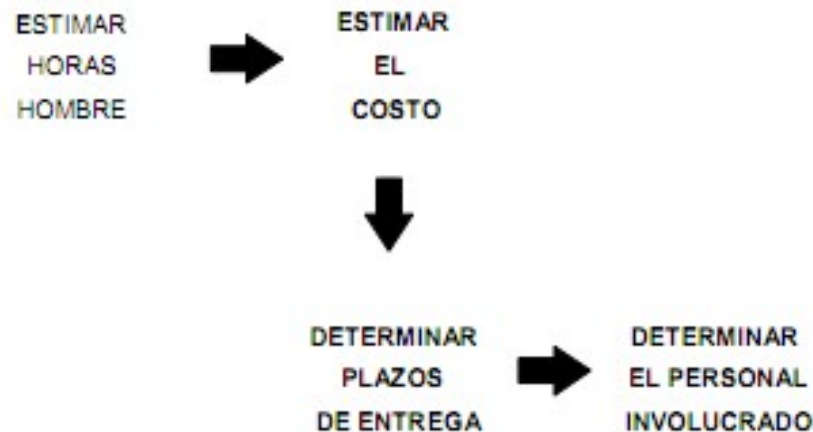 ESTIMAR
HORAS
HOMBRE
ESTIMAR
EL
COSTO
DETERMINAR
PLAZOS
DE ENTREGA
DETERMINAR
EL PERSONAL
INVOLUCRADO